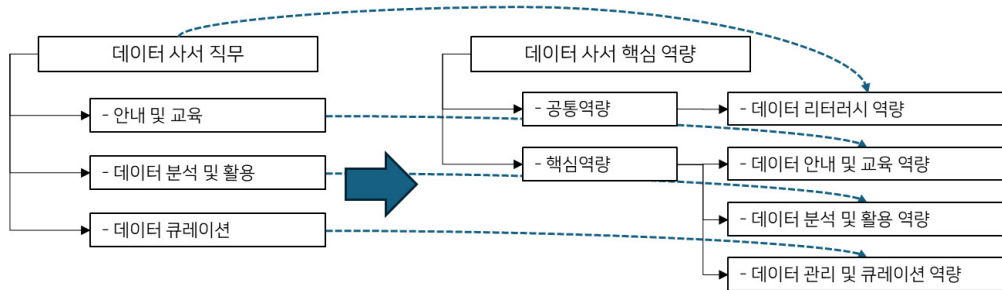 데이터 사서 직무
- 안내 및 교육
- 데이터 분석 및 활용
- 데이터 큐레이션
데이터 사서 핵심 역량
- 공통역량
- 핵심역량
- 데이터 리터러시 역량
- 데이터 안내 및 교육 역량
- 데이터 분석 및 활용 역량
- 데이터 관리 및 큐레이션 역량